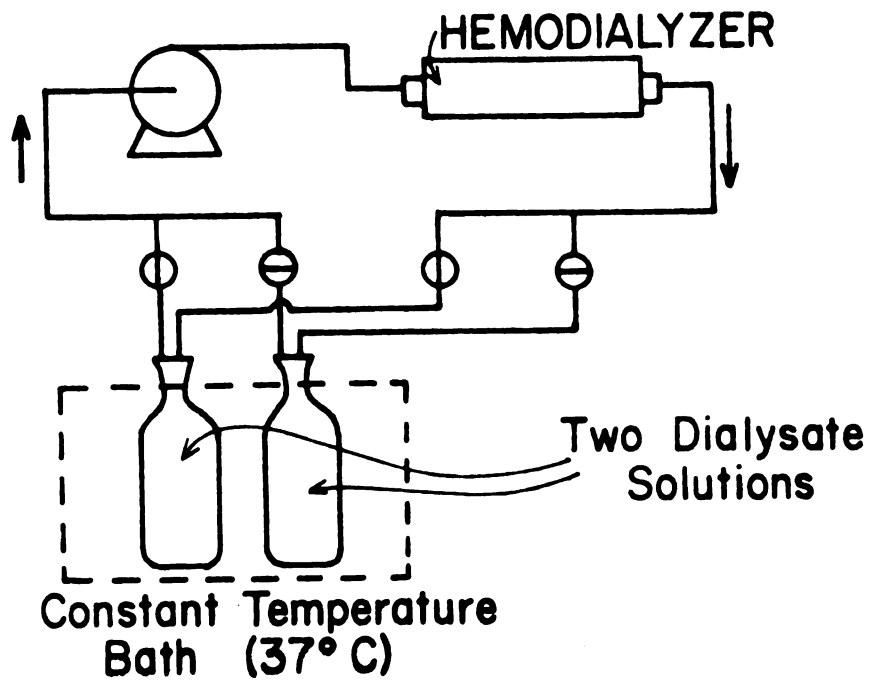 HEMODIALYZER
Two Dialysate
Solutions
Constant Temperature
Bath (37° C)